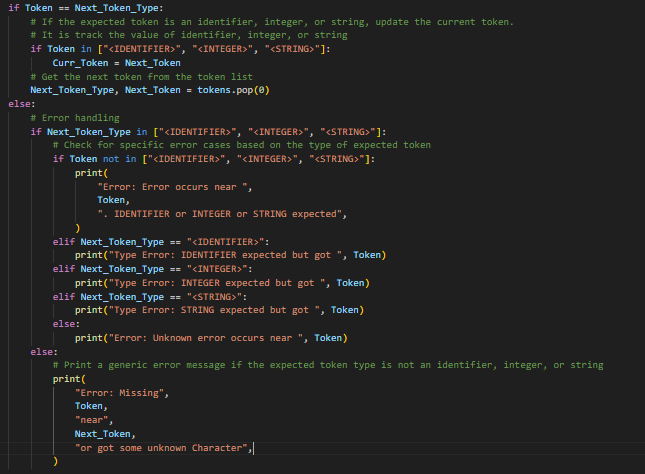 if Token == Next_Token_Type:
    # If the expected token is an identifier, integer, or string, update the current token.
    # It is track the value of identifier, integer, or string
    if Token in ["<IDENTIFIER>", "<INTEGER>", "<STRING>"]:
        Curr_Token = Next_Token
    # Get the next token from the token list
    Next_Token_Type, Next_Token = tokens.pop(0)
else:
    # Error handling
    if Next_Token_Type in ["<IDENTIFIER>", "<INTEGER>", "<STRING>"]:
        # Check for specific error cases based on the type of expected token
        if Token not in ["<IDENTIFIER>", "<INTEGER>", "<STRING>"]:
            print(
                "Error: Error occurs near ",
                Token,
                ". IDENTIFIER or INTEGER or STRING expected",
            )
        elif Next_Token_Type == "<IDENTIFIER>":
            print("Type Error: IDENTIFIER expected but got ", Token)
        elif Next_Token_Type == "<INTEGER>":
            print("Type Error: INTEGER expected but got ", Token)
        elif Next_Token_Type == "<STRING>":
            print("Type Error: STRING expected but got ", Token)
        else:
            print("Error: Unknown error occurs near ", Token)
    else:
        # Print a generic error message if the expected token type is not an identifier, integer, or string
        print(
            "Error: Missing",
            Token,
            "near",
            Next_Token,
            "or got some unknown Character",
        )